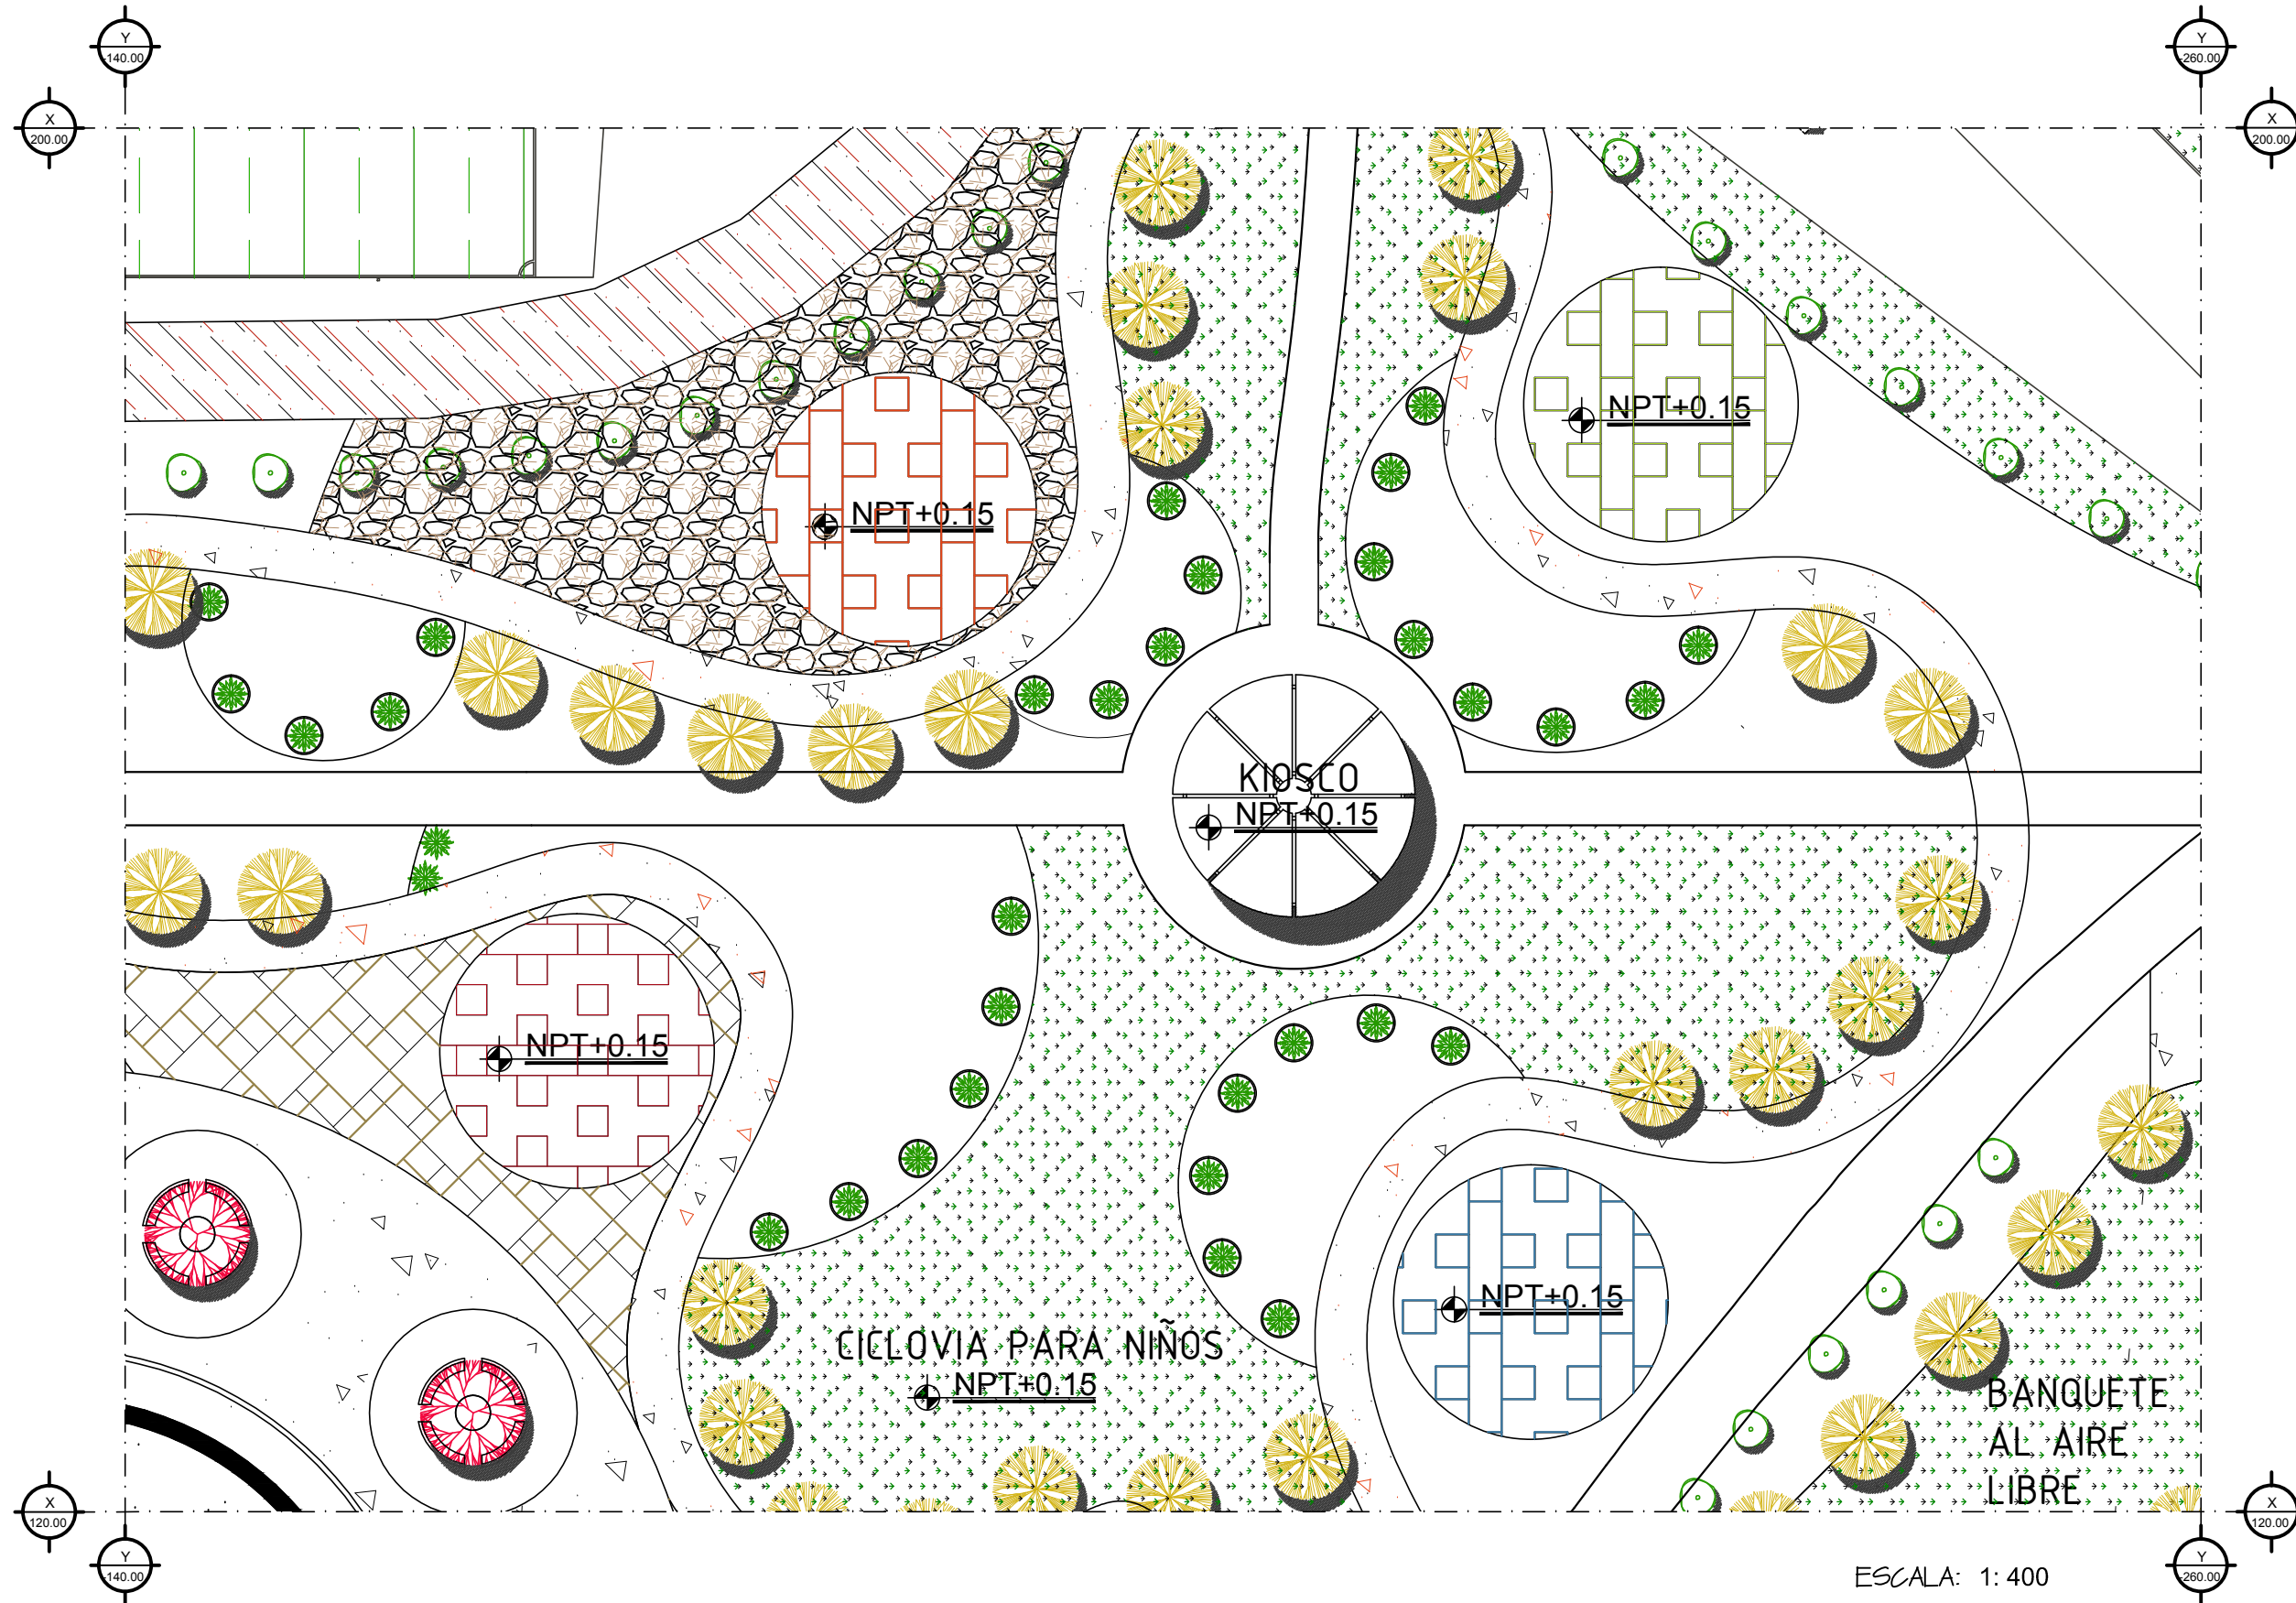 Y
-140.00
Y
-260.00
X
200.00
X
200.00
NPT+0.15
NPT+0.15
KIOSCO
NPT+0.15
NPT+0.15
NPT+0.15
CICLOVIA PARA NIÑOS
NPT+0.15
BANQUETE
AL AIRE
LIBRE
X
120.00
X
120.00
Y
-140.00
Y
-260.00
ESCALA: 1: 400